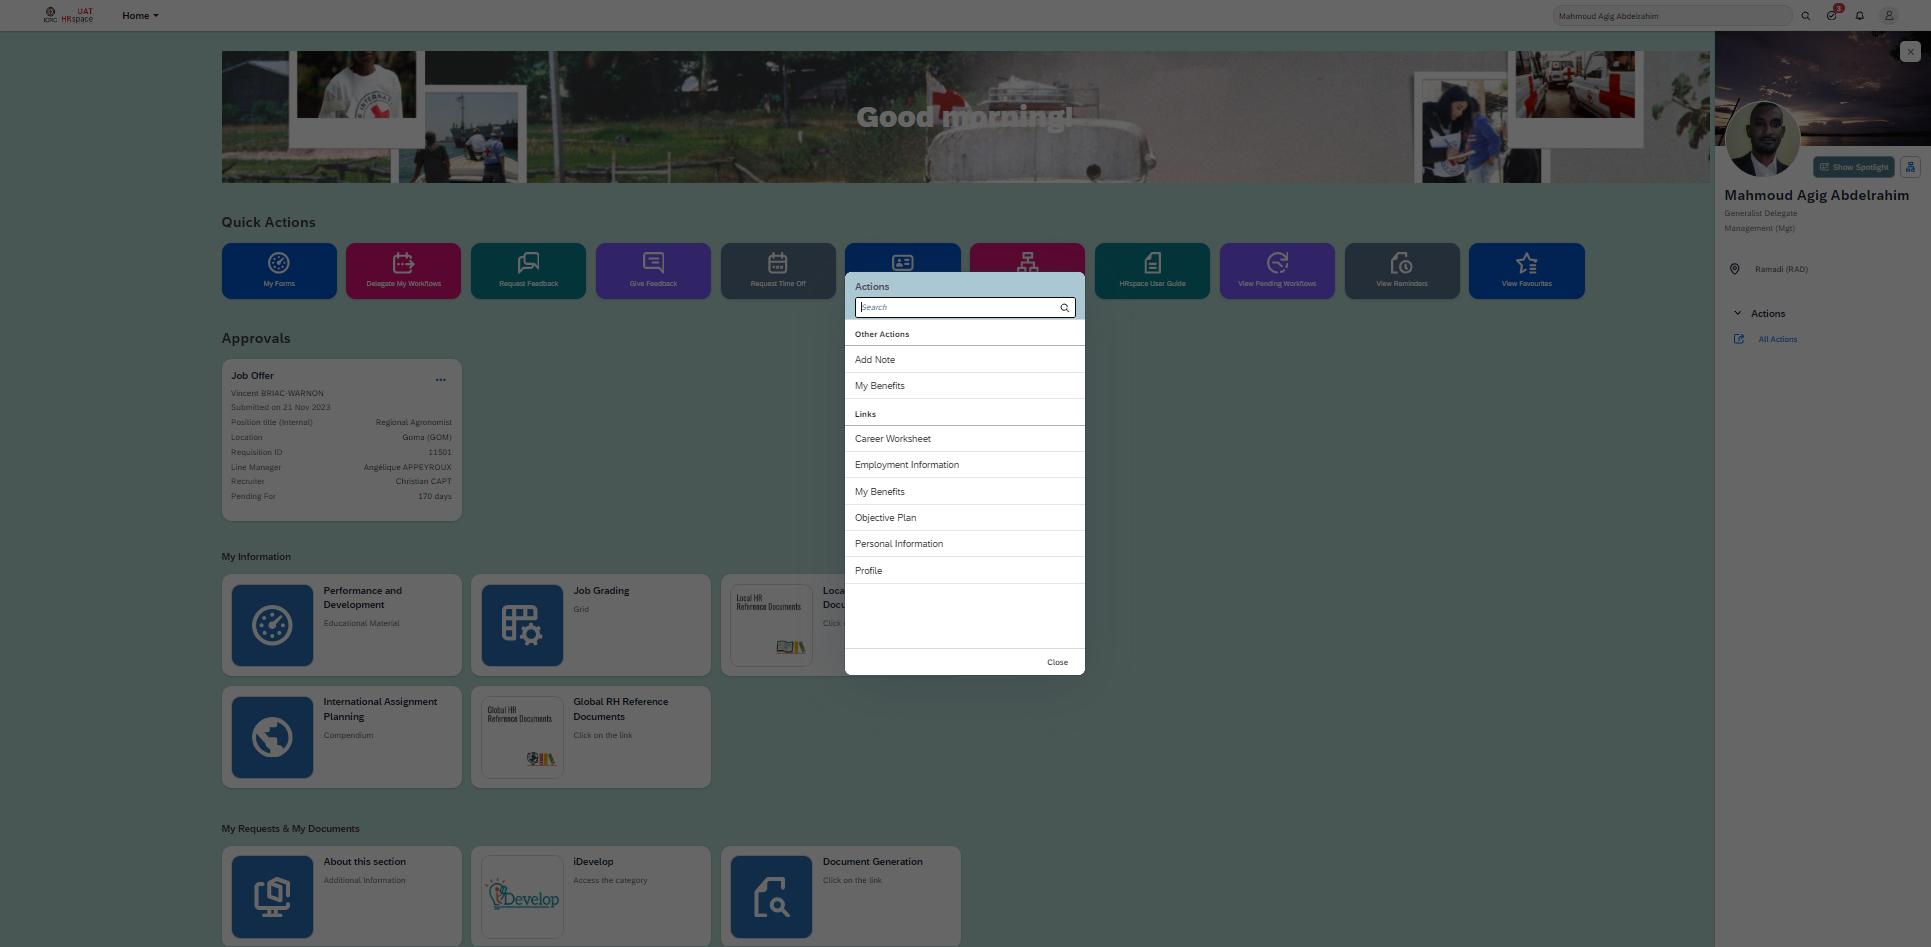 ICRC
UAT
HRspace
Home
Mahmoud Agig Abdelrahim
3
Good morning!
Show Spotlight
Mahmoud Agig Abdelrahim
Generalist Delegate
Management (Mgt)
Ramadi (RAD)
Actions
All Actions
Quick Actions
My Forms
Delegate My Workflows
Request Feedback
Give Feedback
Request Time Off
HRspace User Guide
View Pending Workflows
View Reminders
View Favourites
Actions
Search
Other Actions
Add Note
My Benefits
Links
Career Worksheet
Employment Information
My Benefits
Objective Plan
Personal Information
Profile
Close
Approvals
Job Offer
Vincent BRIAC-WARNON
Submitted on 21 Nov 2023
Position title (Internal) Regional Agronomist
Location Goma (GOM)
Requisition ID 11501
Line Manager Angélique APPEYROUX
Recruiter Christian CAPT
Pending For 170 days
My Information
Performance and
Development
Educational Material
Job Grading
Grid
Local HR
Reference Documents
Loca
Docu
Click
International Assignment
Planning
Compendium
Global HR
Reference Documents
Global RH Reference
Documents
Click on the link
My Requests & My Documents
About this section
Additional Information
iDevelop
iDevelop
Access the category
Document Generation
Click on the link